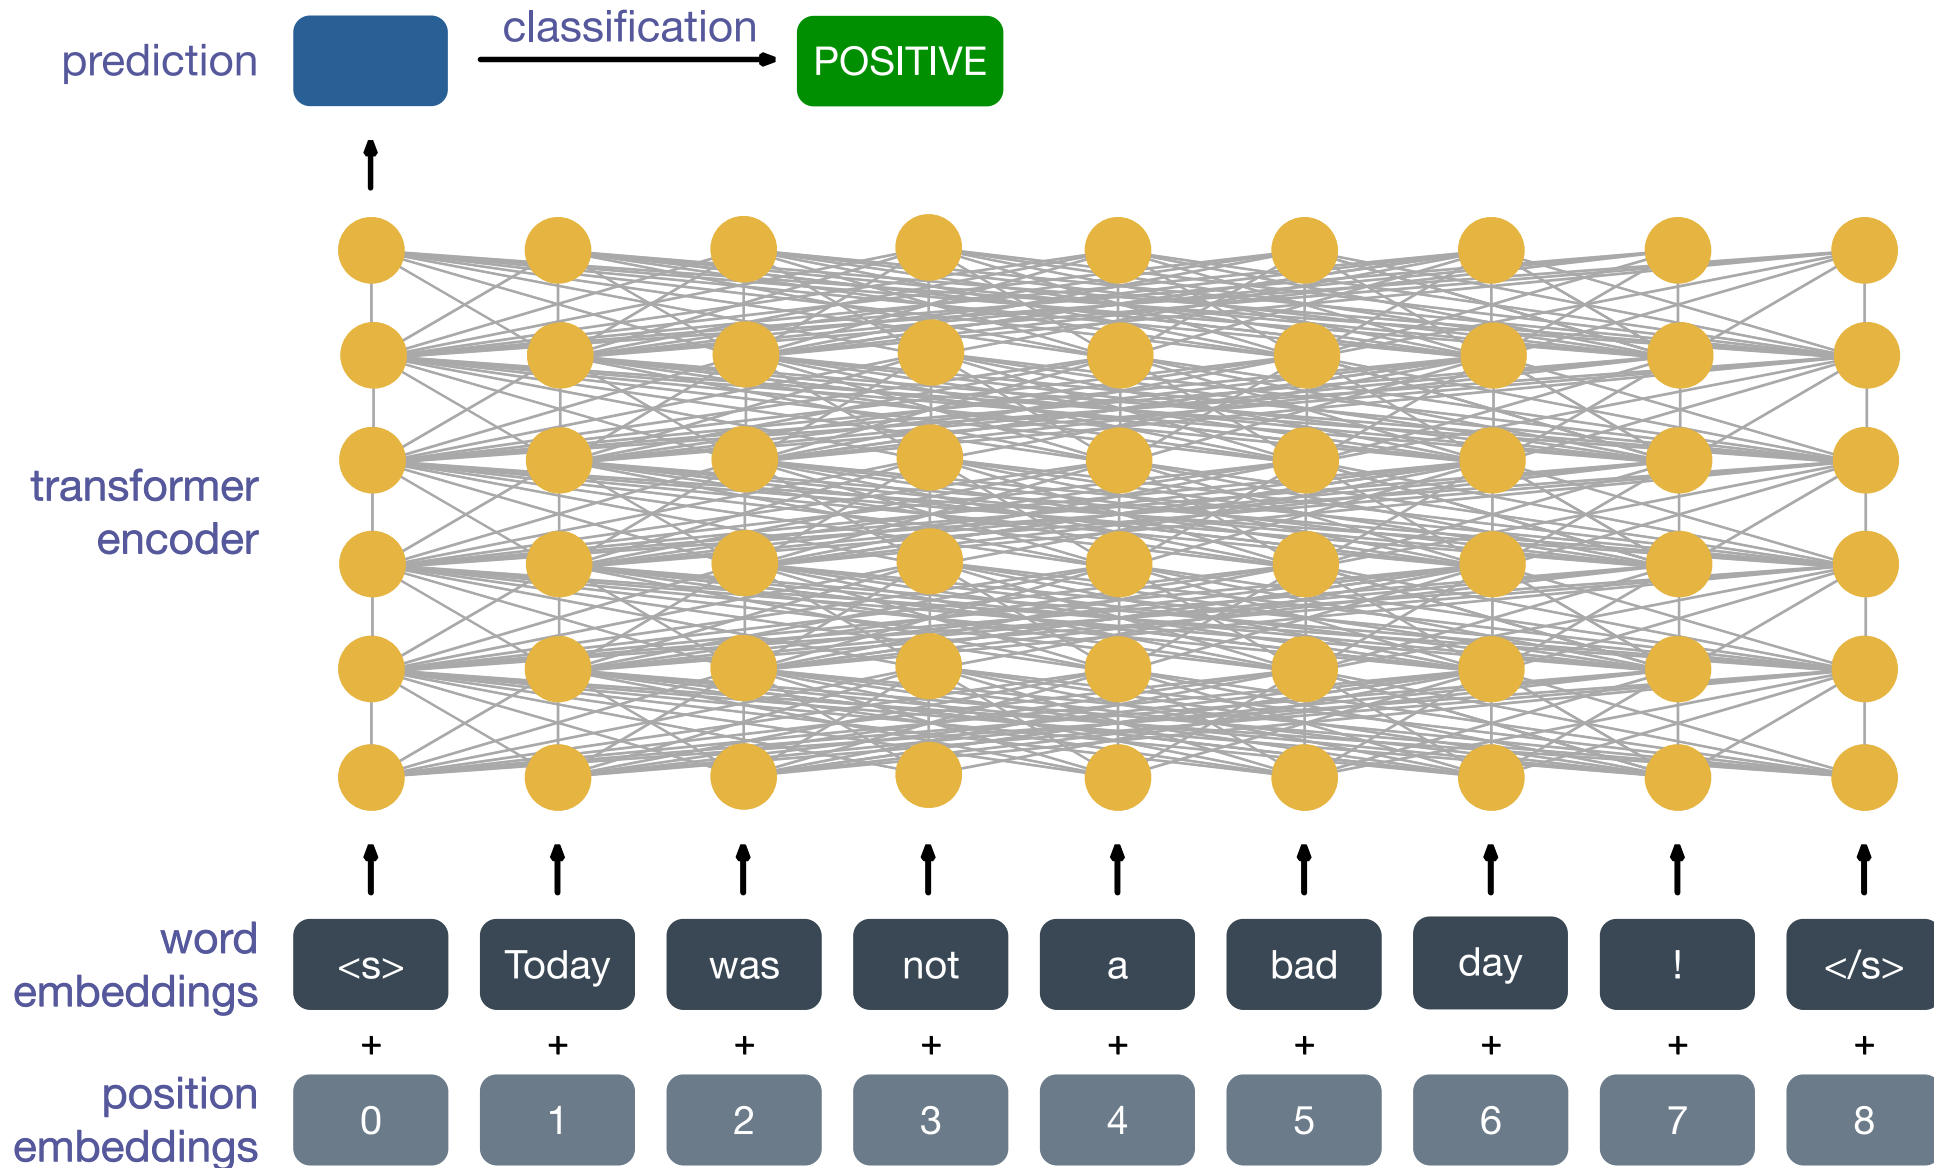 prediction
classification
POSITIVE
transformer
encoder
word
embeddings
<s> Today was not a bad day ! </s>
+ + + + + + + + +
position
embeddings
0 1 2 3 4 5 6 7 8